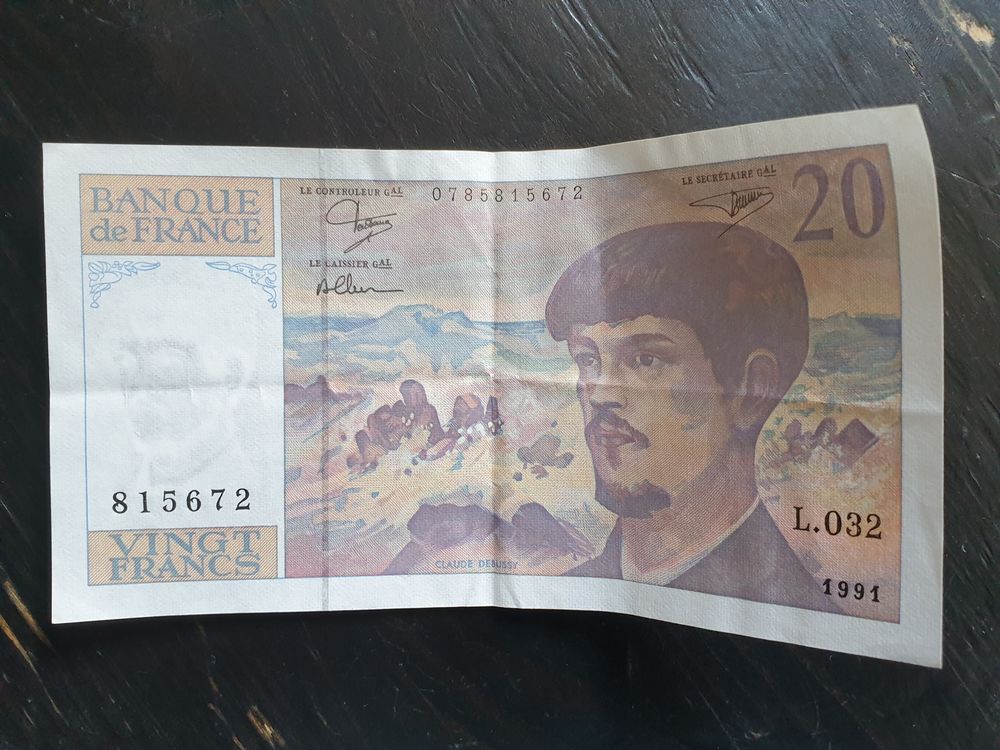 BANQUE
de FRANCE
LE CONTROLEUR GAL
0785815672
LE SECRÉTAIRE GAL
20
LE CAISSIER GAL
815672
L.032
VINGT
FRANCS
CLAUDE DEBUSSY
1991